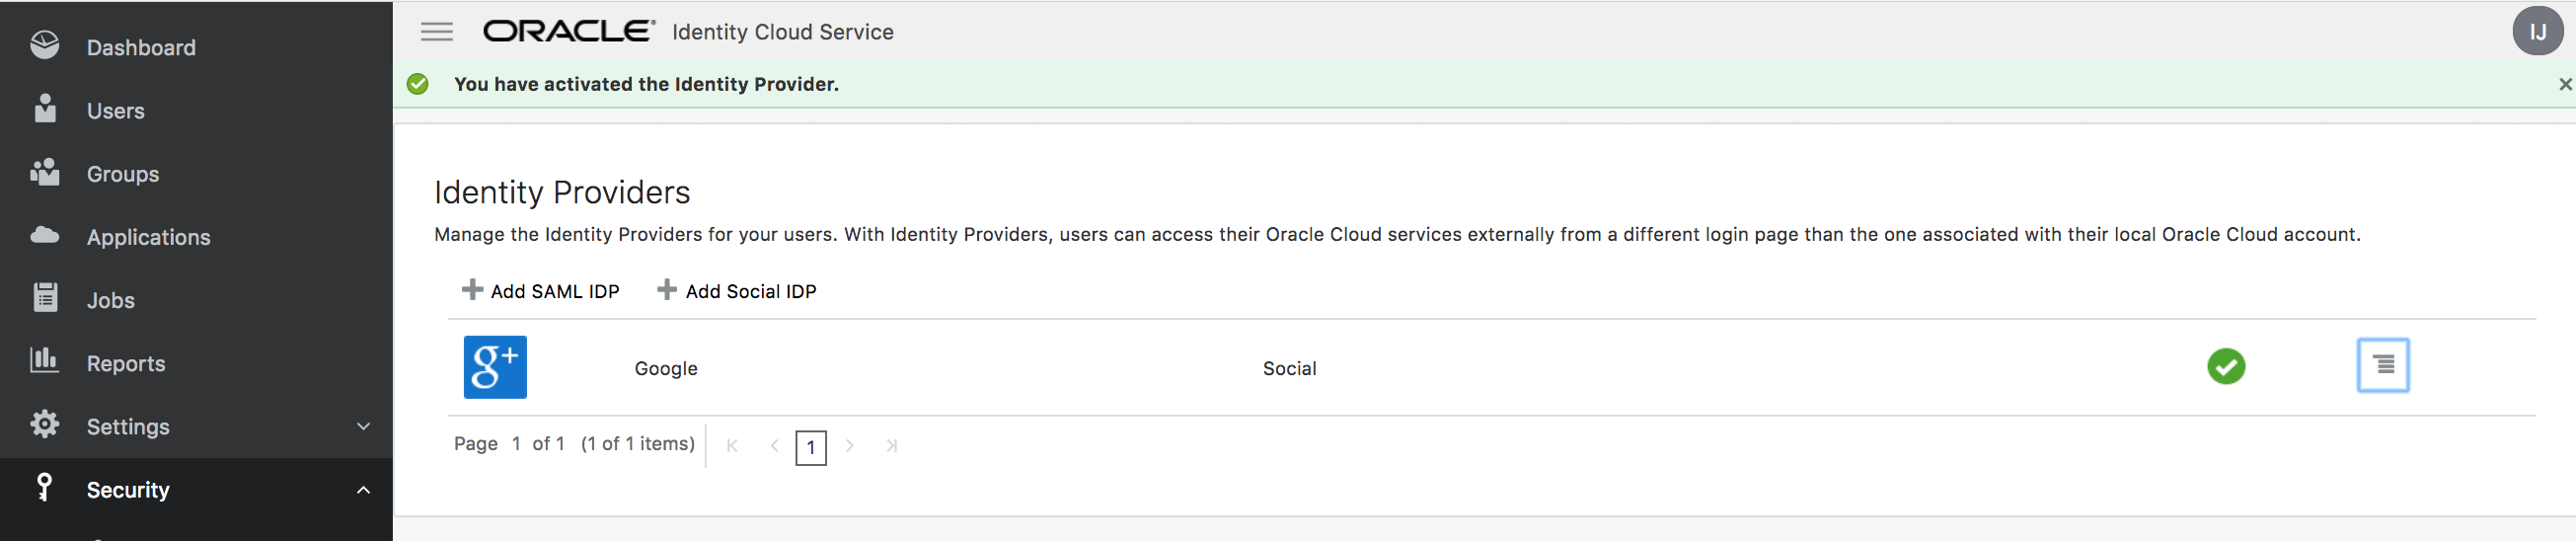 Dashboard
Users
Groups
Applications
Jobs
Reports
Settings
Security
ORACLE® Identity Cloud Service
IJ
You have activated the Identity Provider.
Identity Providers
Manage the Identity Providers for your users. With Identity Providers, users can access their Oracle Cloud services externally from a different login page than the one associated with their local Oracle Cloud account.
Add SAML IDP Add Social IDP
g+ Google Social
Page 1 of 1 (1 of 1 items) 1